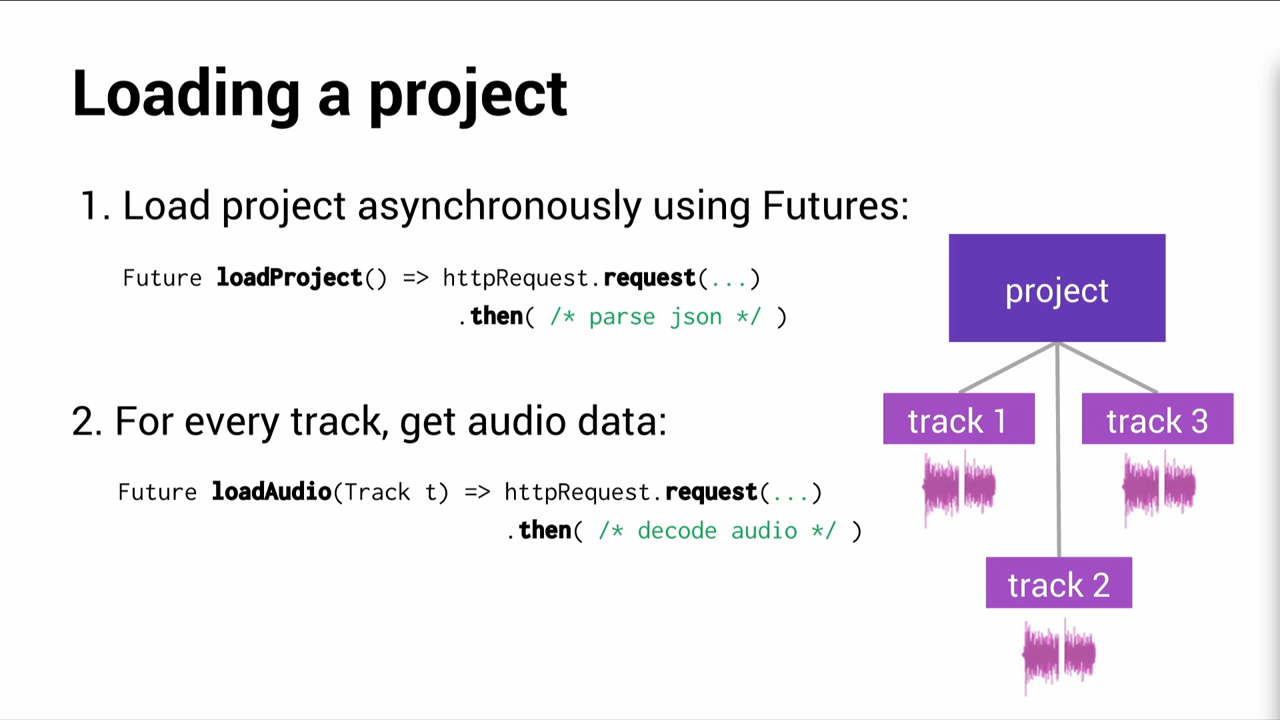 Loading a project
1. Load project asynchronously using Futures:
Future loadProject() => httpRequest.request(...)
.then( /* parse json */ )
2. For every track, get audio data:
Future loadAudio(Track t) => httpRequest.request(...)
.then( /* decode audio */ )
project
track 1
track 3
track 2